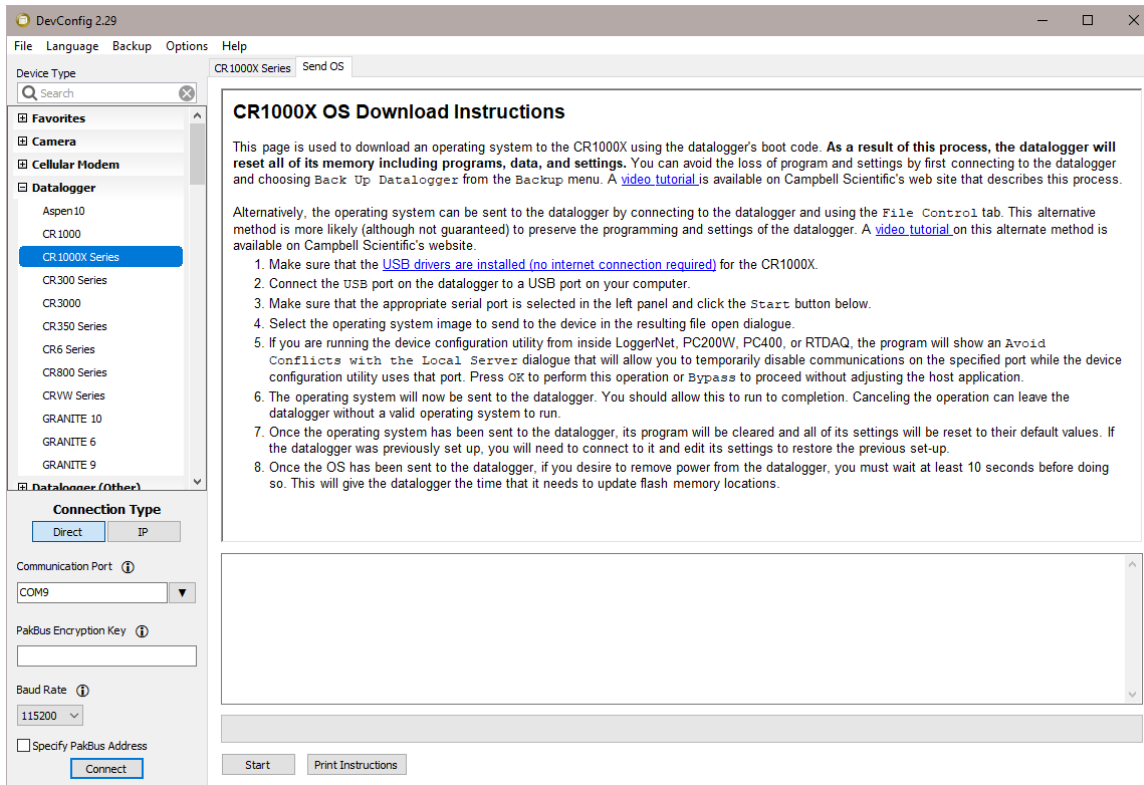 DevConfig 2.29
File Language Backup Options Help
Device Type
Search
Favorites
Camera
Cellular Modem
Datalogger
Aspen10
CR1000
CR1000X Series
CR300 Series
CR3000
CR350 Series
CR6 Series
CR800 Series
CRVW Series
GRANITE 10
GRANITE 6
GRANITE 9
Datalogger (Other)
Connection Type
Direct IP
Communication Port
COM9
PakBus Encryption Key
Baud Rate
115200
Specify PakBus Address
Connect
CR1000X Series Send OS
CR1000X OS Download Instructions
This page is used to download an operating system to the CR1000X using the datalogger's boot code. As a result of this process, the datalogger will
reset all of its memory including programs, data, and settings. You can avoid the loss of program and settings by first connecting to the datalogger
and choosing Back Up Datalogger from the Backup menu. A video tutorial is available on Campbell Scientific's web site that describes this process.
Alternatively, the operating system can be sent to the datalogger by connecting to the datalogger and using the File Control tab. This alternative
method is more likely (although not guaranteed) to preserve the programming and settings of the datalogger. A video tutorial on this alternate method is
available on Campbell Scientific's website.
1. Make sure that the USB drivers are installed (no internet connection required) for the CR1000X.
2. Connect the USB port on the datalogger to a USB port on your computer.
3. Make sure that the appropriate serial port is selected in the left panel and click the Start button below.
4. Select the operating system image to send to the device in the resulting file open dialogue.
5. If you are running the device configuration utility from inside LoggerNet, PC200W, PC400, or RTDAQ, the program will show an Avoid
Conflicts with the Local Server dialogue that will allow you to temporarily disable communications on the specified port while the device
configuration utility uses that port. Press OK to perform this operation or Bypass to proceed without adjusting the host application.
6. The operating system will now be sent to the datalogger. You should allow this to run to completion. Canceling the operation can leave the
datalogger without a valid operating system to run.
7. Once the operating system has been sent to the datalogger, its program will be cleared and all of its settings will be reset to their default values. If
the datalogger was previously set up, you will need to connect to it and edit its settings to restore the previous set-up.
8. Once the OS has been sent to the datalogger, if you desire to remove power from the datalogger, you must wait at least 10 seconds before doing
so. This will give the datalogger the time that it needs to update flash memory locations.
Start Print Instructions